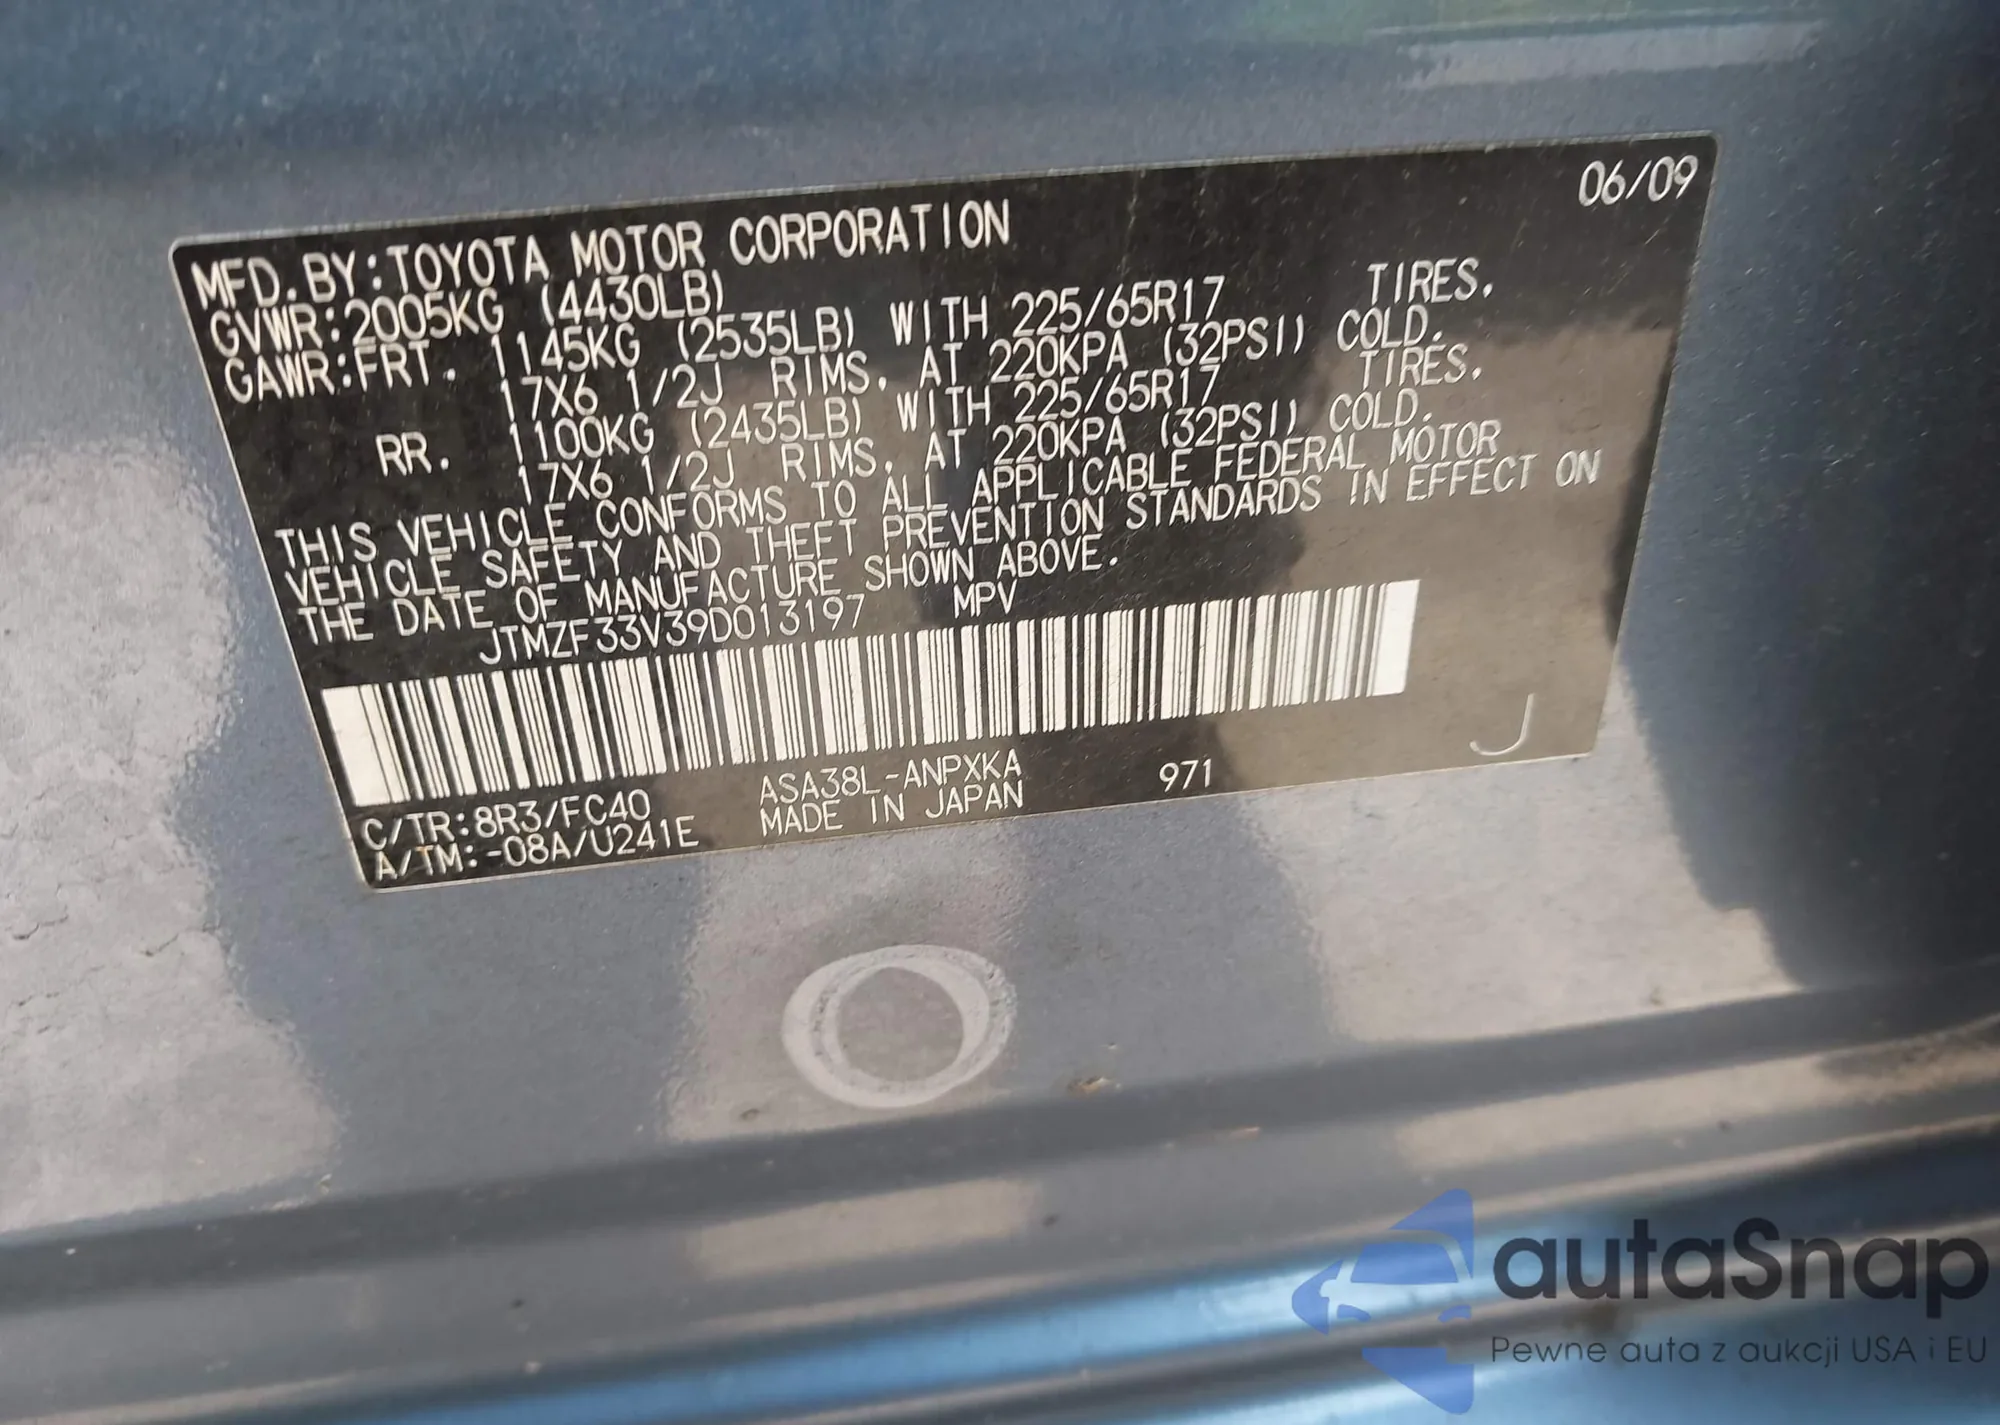 06/09
MFD.BY:TOYOTA MOTOR CORPORATION
GVWR:2005KG (4430LB)
GAWR:FRT. 1145KG (2535LB) WITH 225/65R17 TIRES.
17X6 1/2J RIMS, AT 220KPA (32PSI) COLD.
RR. 1100KG (2435LB) WITH 225/65R17 TIRES.
17X6 1/2J RIMS, AT 220KPA (32PSI) COLD.
THIS VEHICLE CONFORMS TO ALL APPLICABLE FEDERAL MOTOR
VEHICLE SAFETY AND THEFT PREVENTION STANDARDS IN EFFECT ON
THE DATE OF MANUFACTURE SHOWN ABOVE.
JTMZF33V39D013197 MPV
C/TR:8R3/FC40 ASA38L-ANPXKA 971 J
A/TM:-08A/U241E MADE IN JAPAN
autaSnap
Pewne auta z aukcji USA i EU